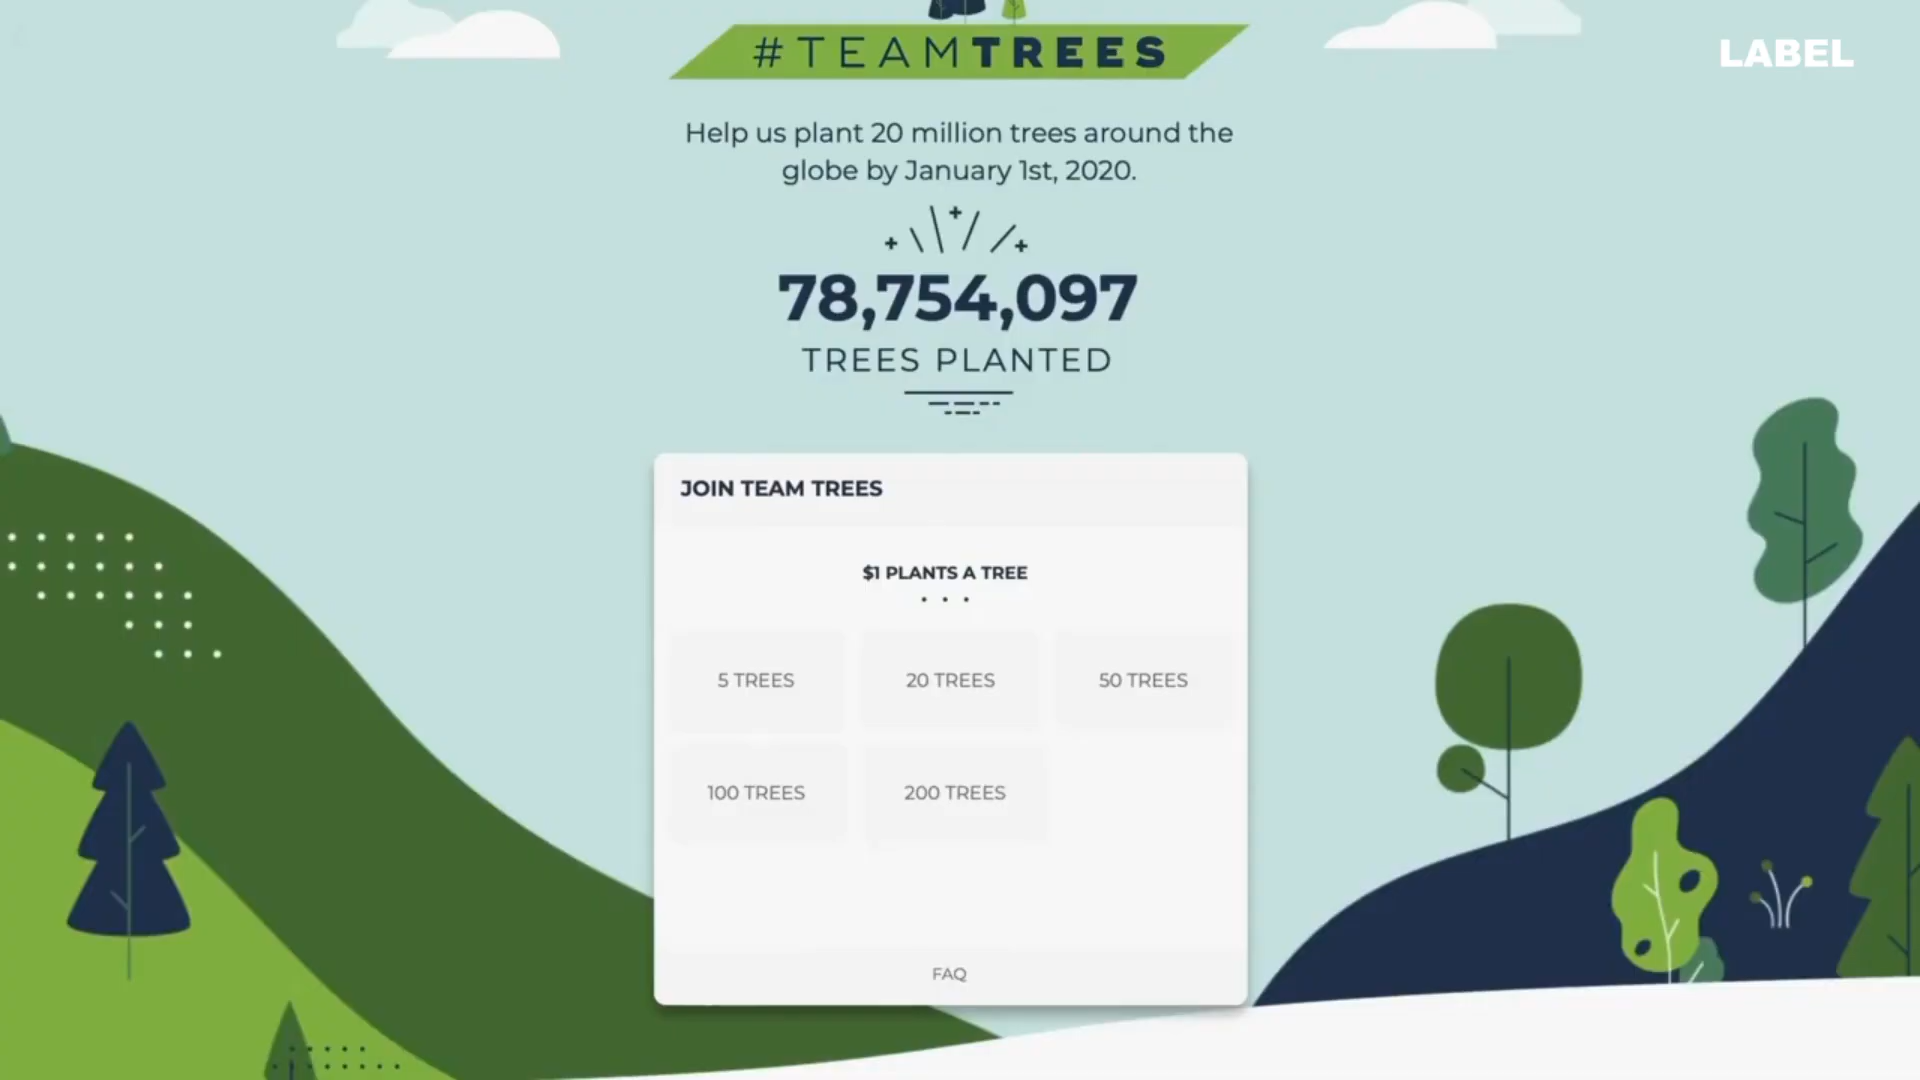 #TEAMTREES
LABEL
Help us plant 20 million trees around the
globe by January 1st, 2020.
78,754,097
TREES PLANTED
JOIN TEAM TREES
$1 PLANTS A TREE
5 TREES
20 TREES
50 TREES
100 TREES
200 TREES
FAQ